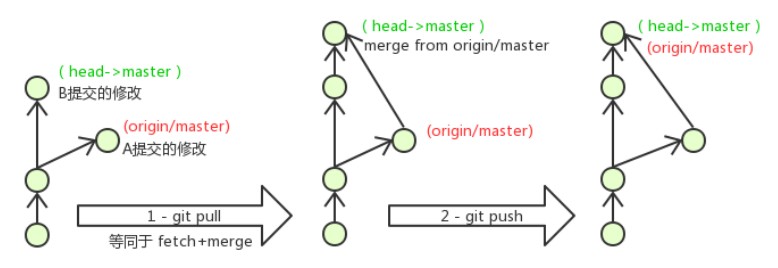 ( head->master )
B提交的修改
(origin/master)
A提交的修改
1 - git pull
等同于 fetch+merge
( head->master )
merge from origin/master
(origin/master)
2 - git push
( head->master )
(origin/master)